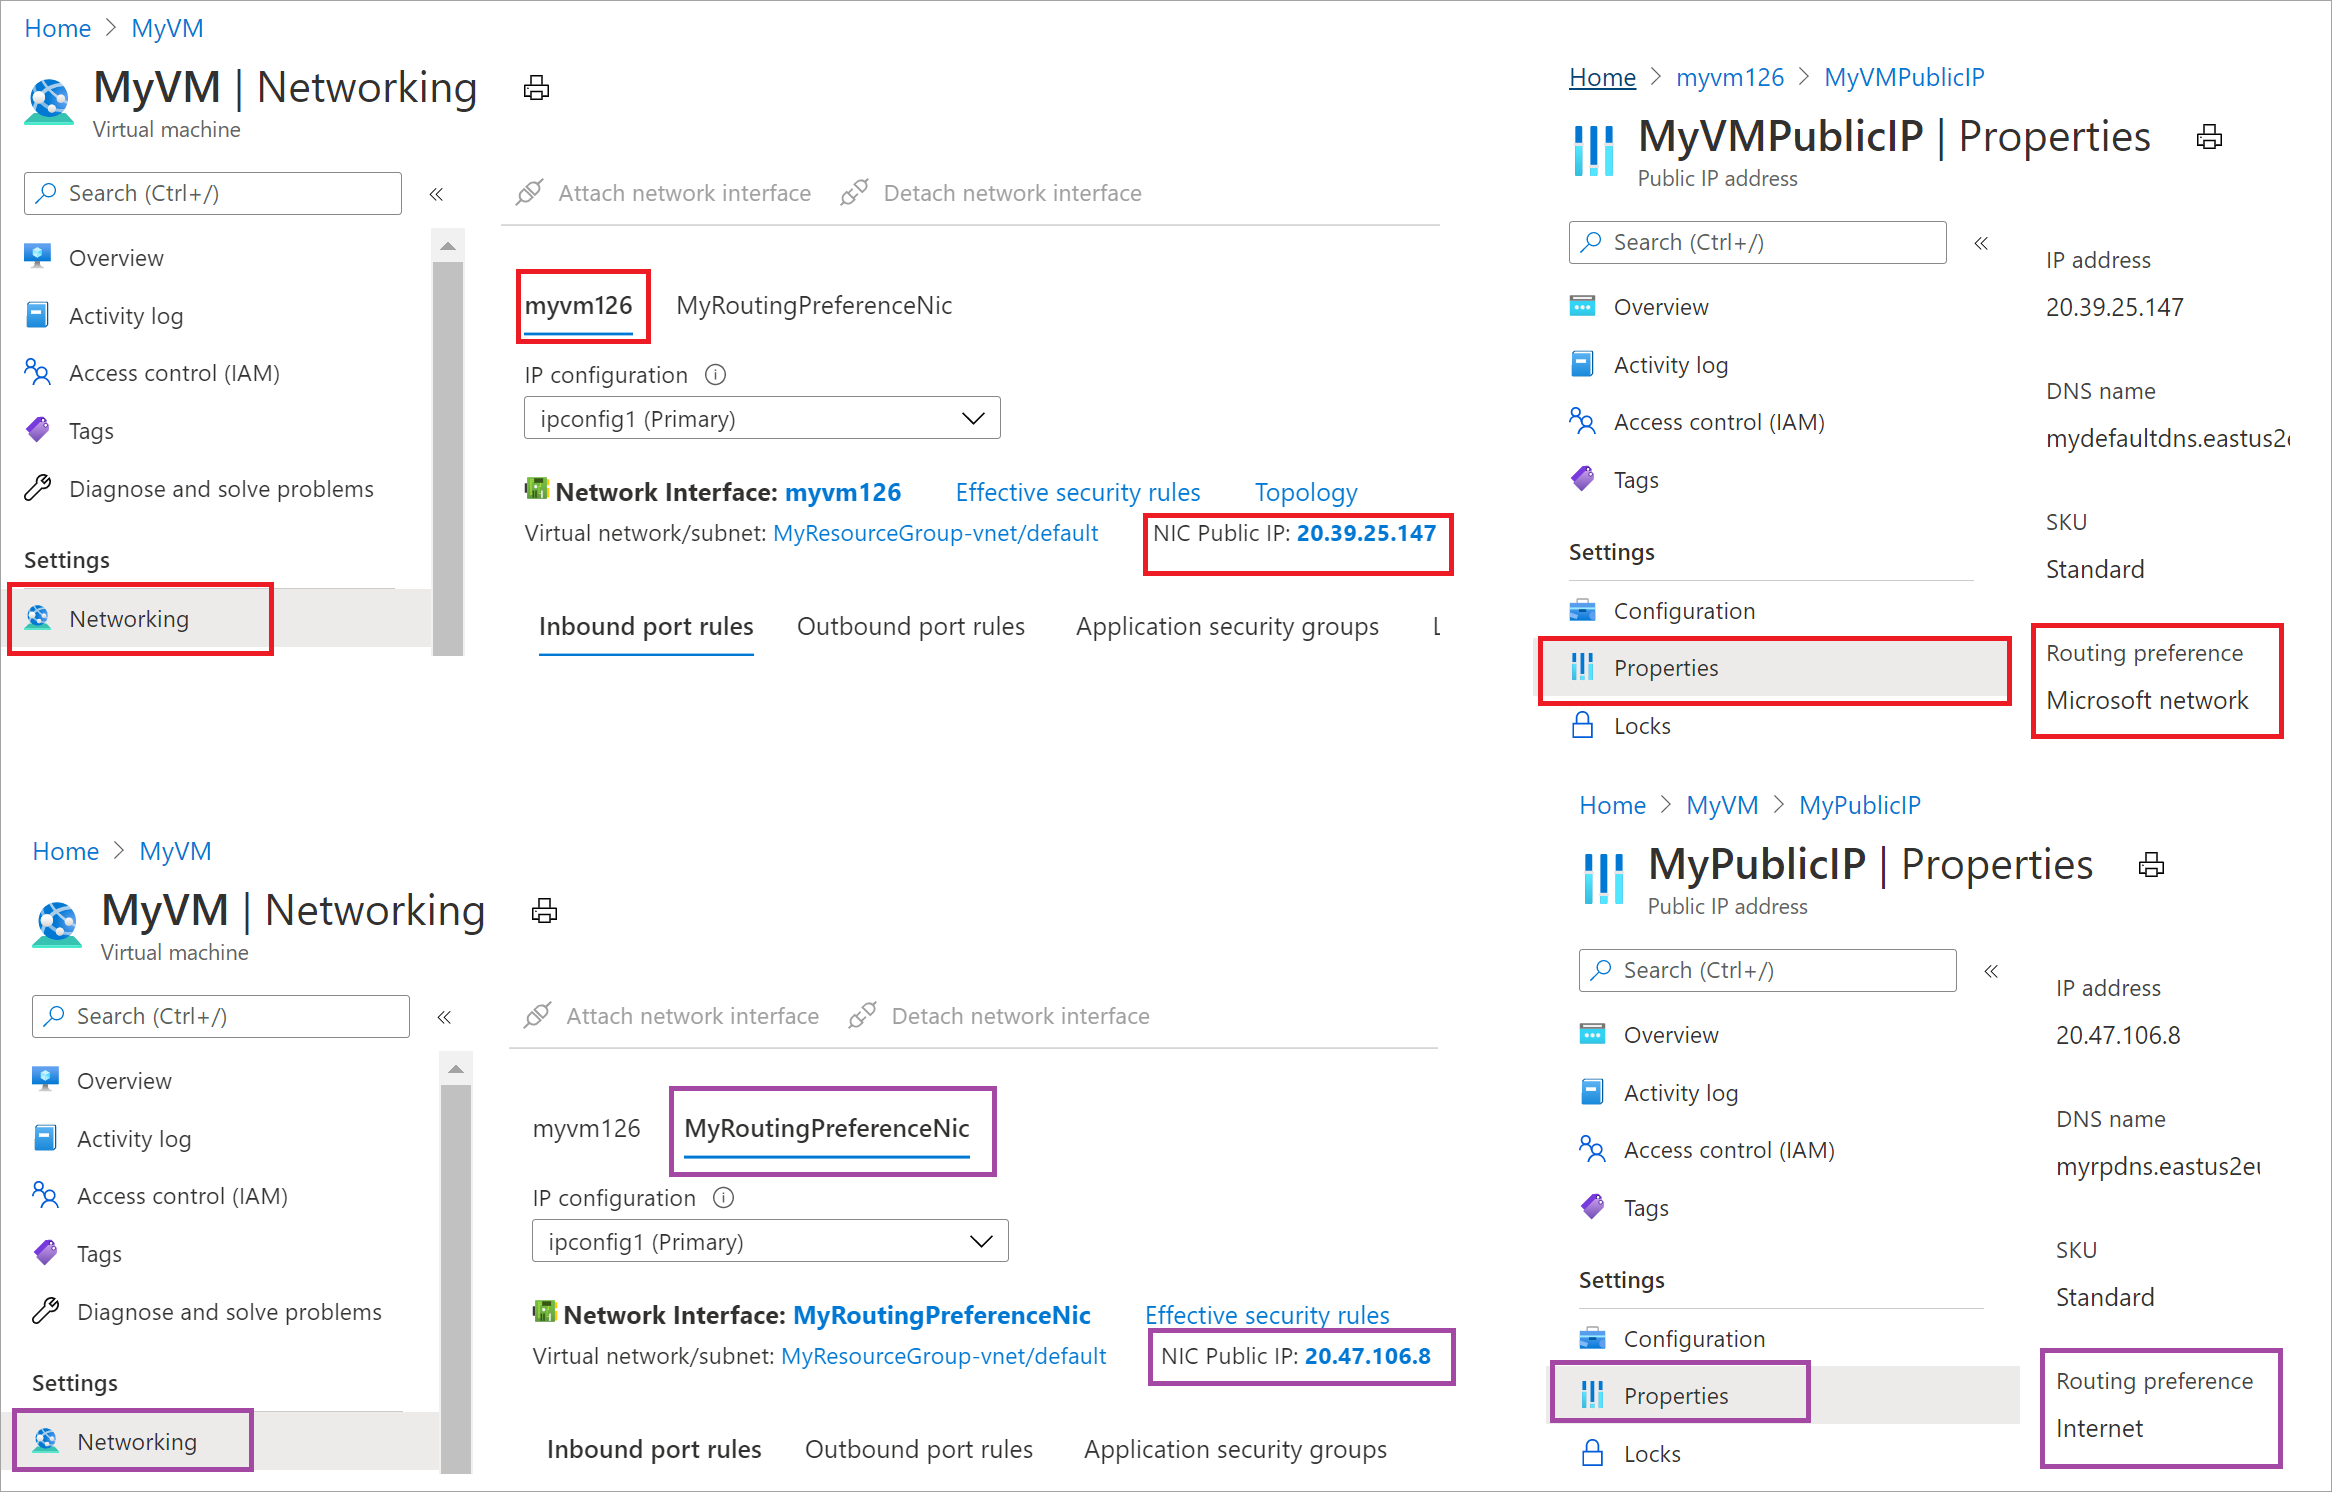 Home > MyVM
MyVM | Networking
Virtual machine
Search (Ctrl+/)
«
Overview
Activity log
Access control (IAM)
Tags
Diagnose and solve problems
Settings
Networking
Attach network interface
Detach network interface
myvm126
MyRoutingPreferenceNic
IP configuration
ipconfig1 (Primary)
Network Interface: myvm126
Effective security rules
Topology
Virtual network/subnet: MyResourceGroup-vnet/default
NIC Public IP: 20.39.25.147
Inbound port rules
Outbound port rules
Application security groups
Home > myvm126 > MyVMPublicIP
MyVMPublicIP | Properties
Public IP address
Search (Ctrl+/)
«
Overview
Activity log
Access control (IAM)
Tags
Settings
Configuration
Properties
Locks
IP address
20.39.25.147
DNS name
mydefaultdns.eastus2e
SKU
Standard
Routing preference
Microsoft network
Home > MyVM
MyVM | Networking
Virtual machine
Search (Ctrl+/)
«
Overview
Activity log
Access control (IAM)
Tags
Diagnose and solve problems
Settings
Networking
Attach network interface
Detach network interface
myvm126
MyRoutingPreferenceNic
IP configuration
ipconfig1 (Primary)
Network Interface: MyRoutingPreferenceNic
Effective security rules
Virtual network/subnet: MyResourceGroup-vnet/default
NIC Public IP: 20.47.106.8
Inbound port rules
Outbound port rules
Application security groups
Home > MyVM > MyPublicIP
MyPublicIP | Properties
Public IP address
Search (Ctrl+/)
«
Overview
Activity log
Access control (IAM)
Tags
Settings
Configuration
Properties
Locks
IP address
20.47.106.8
DNS name
myrpdns.eastus2eu
SKU
Standard
Routing preference
Internet